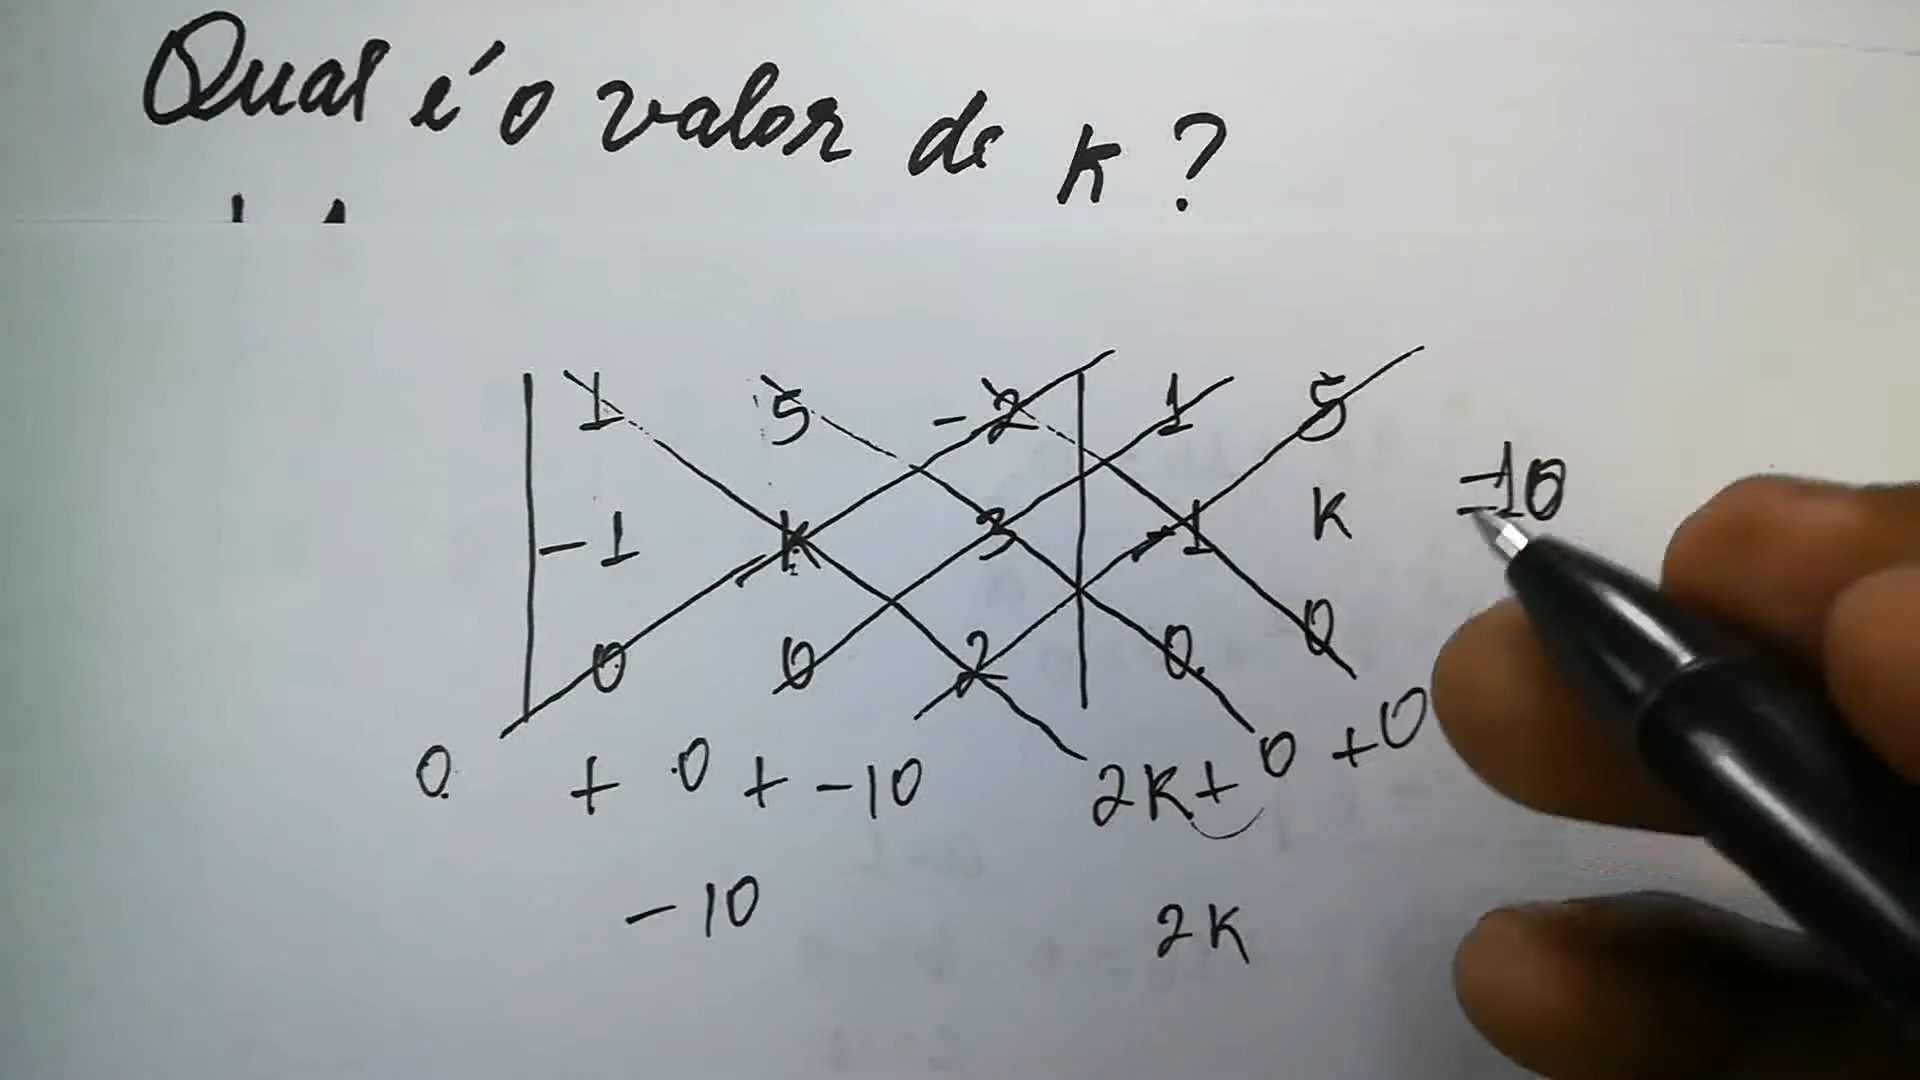 Qual é o valor de k?
1 5 -2 1 5
-1 k 3 -1 k =10
0 0 2 0 0
0 + 0 + -10 2k + 0 + 0
-10 2k